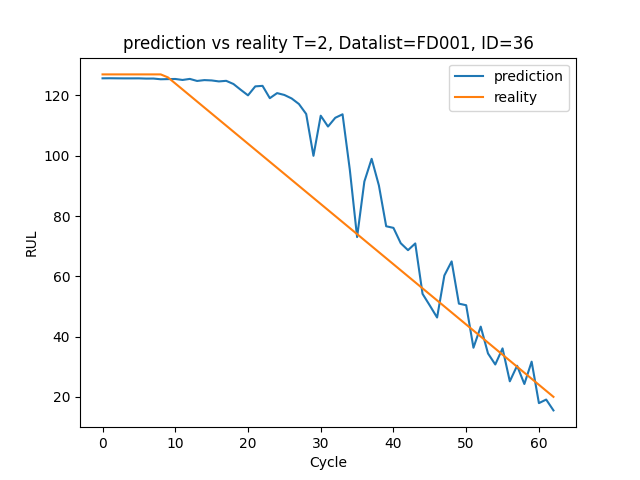 prediction vs reality T=2, Datalist=FD001, ID=36
prediction
reality
RUL
120
100
80
60
40
20
0 10 20 30 40 50 60
Cycle